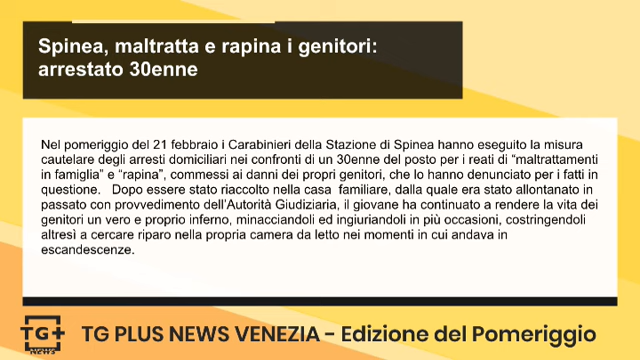 Spinea, maltratta e rapina i genitori:
arrestato 30enne
Nel pomeriggio del 21 febbraio i Carabinieri della Stazione di Spinea hanno eseguito la misura
cautelare degli arresti domiciliari nei confronti di un 30enne del posto per i reati di “maltrattamenti
in famiglia” e “rapina”, commessi ai danni dei propri genitori, che lo hanno denunciato per i fatti in
questione. Dopo essere stato riaccolto nella casa familiare, dalla quale era stato allontanato in
passato con provvedimento dell’Autorità Giudiziaria, il giovane ha continuato a rendere la vita dei
genitori un vero e proprio inferno, minacciandoli ed ingiuriandoli in più occasioni, costringendoli
altresì a cercare riparo nella propria camera da letto nei momenti in cui andava in
escandescenze.
TG+
NEWS
TG PLUS NEWS VENEZIA - Edizione del Pomeriggio